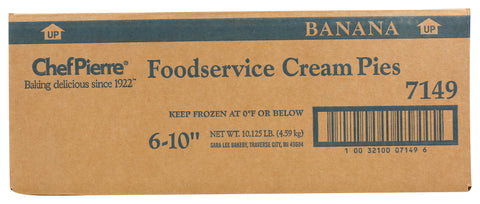 BANANA
UP
UP
ChefPierre®
Baking delicious since 1922™
Foodservice Cream Pies
7149
KEEP FROZEN AT 0°F OR BELOW
6-10"
NET WT. 10.125 LB. (4.59 kg)
SARA LEE BAKERY, TRAVERSE CITY, MI 49684
1 00 32100 07149 6